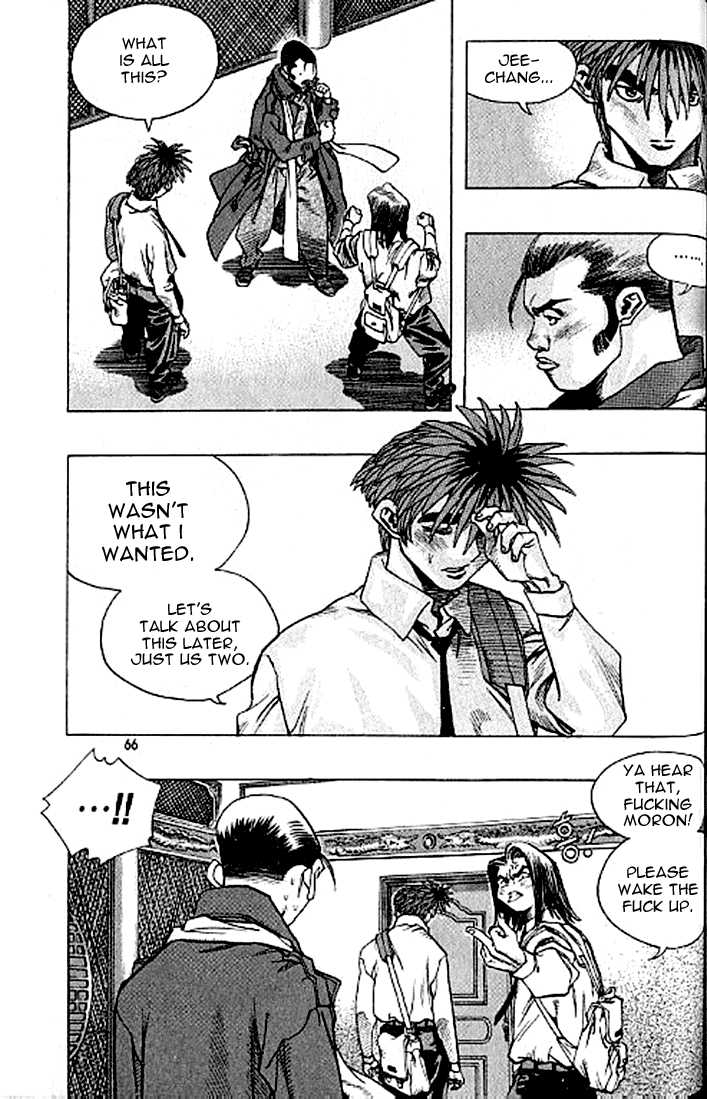 WHAT
IS ALL
THIS?
JEE-
CHANG...
......
THIS
WASN'T
WHAT I
WANTED.
LET'S
TALK ABOUT
THIS LATER,
JUST US TWO.
66
...!!
YA HEAR
THAT,
FUCKING
MORON!
PLEASE
WAKE THE
FUCK UP.